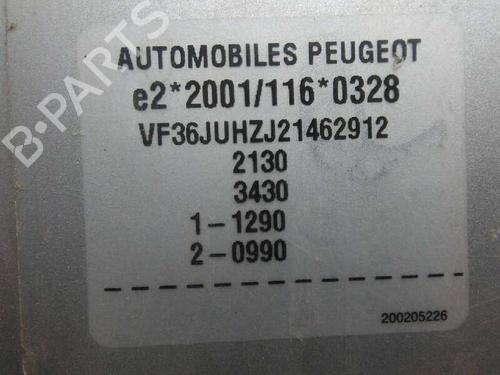 AUTOMOBILES PEUGEOT
e2*2001/116*0328
VF36JUHZJ21462912
2130
3430
1-1290
2-0990
200205226
B-PARTS